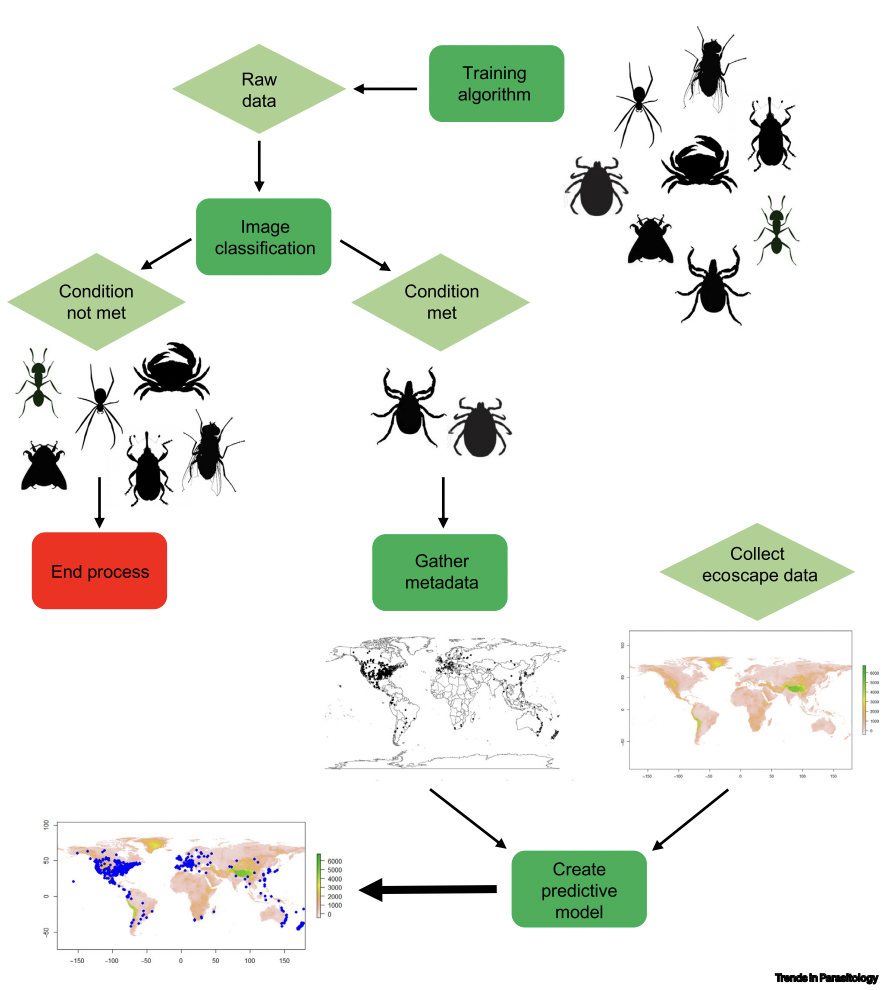 Raw
data
Training
algorithm
Image
classification
Condition
not met
Condition
met
End process
Gather
metadata
Collect
ecoscape data
100
50
0
-50
-150
-100
-50
0
50
100
150
6000
5000
4000
3000
2000
1000
0
Create
predictive
model
100
50
0
-50
-150
-100
-50
0
50
100
150
6000
5000
4000
3000
2000
1000
0
Trends in Parasitology